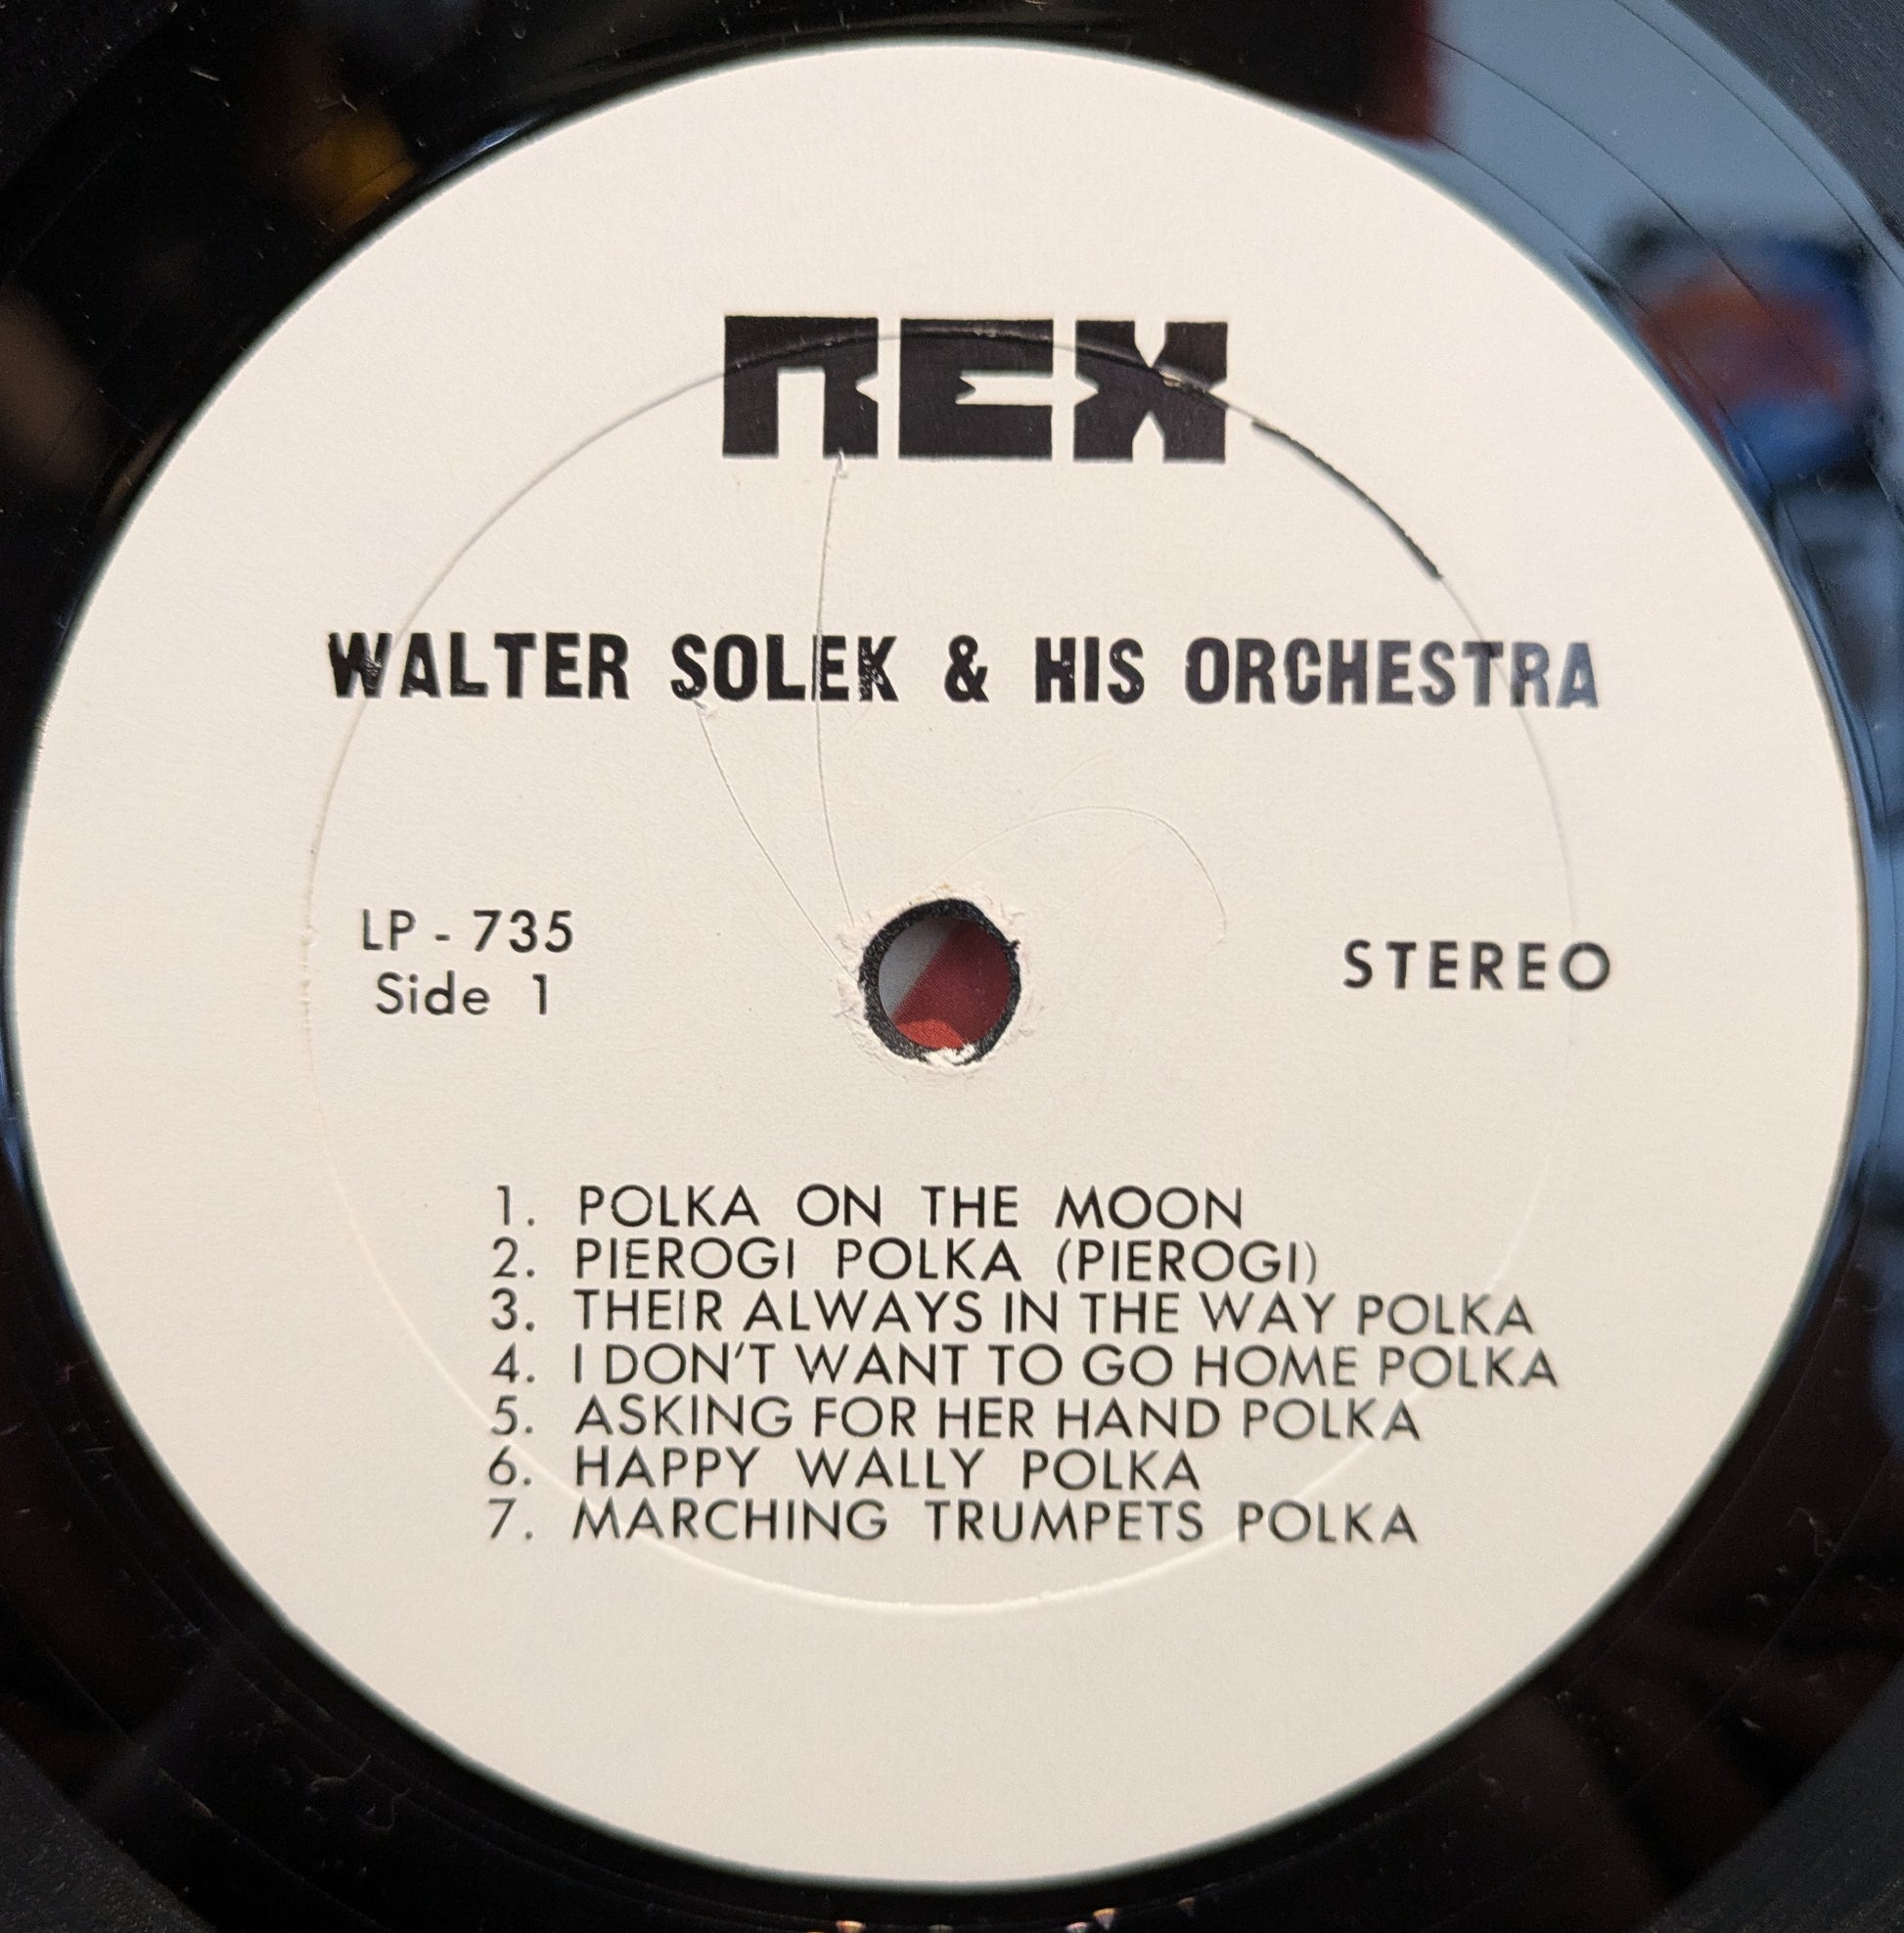 REX
WALTER SOLEK & HIS ORCHESTRA
LP - 735
Side 1
STEREO
1. POLKA ON THE MOON
2. PIEROGI POLKA (PIEROGI)
3. THEIR ALWAYS IN THE WAY POLKA
4. I DON'T WANT TO GO HOME POLKA
5. ASKING FOR HER HAND POLKA
6. HAPPY WALLY POLKA
7. MARCHING TRUMPETS POLKA